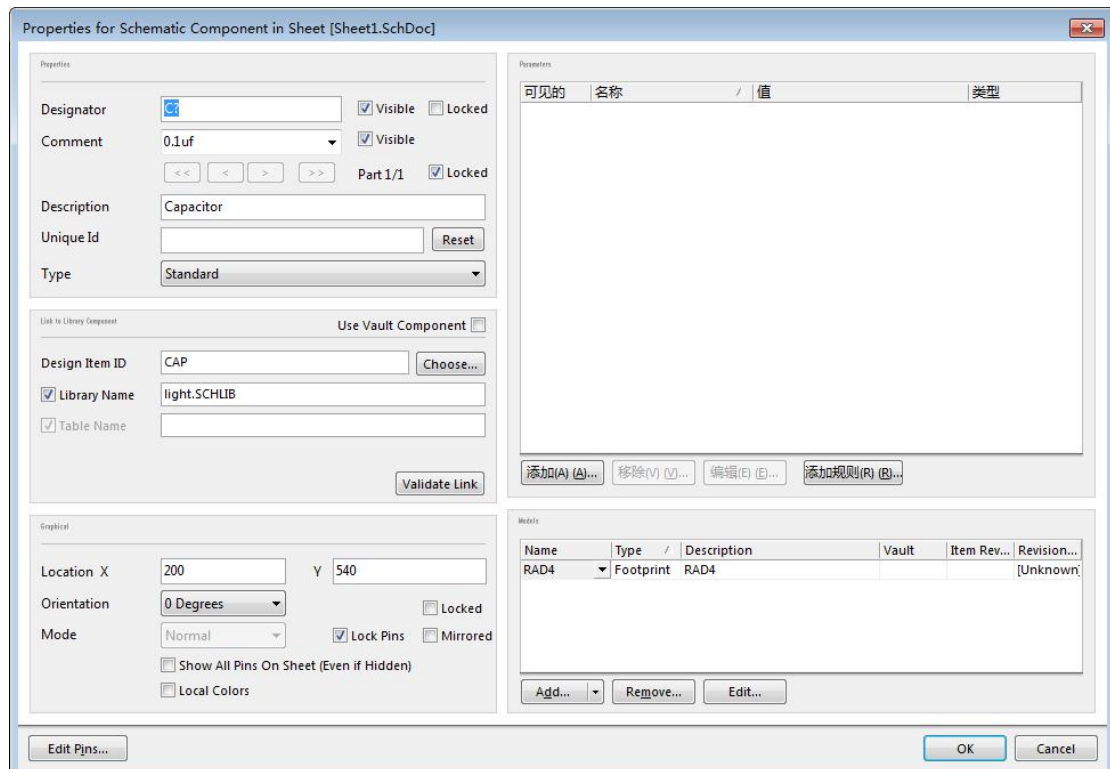 Properties for Schematic Component in Sheet [Sheet1.SchDoc]
Properties
Designator C? Visible Locked
Comment 0.1uf Visible
<< < > >> Part 1/1 Locked
Description Capacitor
Unique Id Reset
Type Standard
Link to Library Component
Use Vault Component
Design Item ID CAP Choose...
Library Name light.SCHLIB
Table Name
Validate Link
Graphical
Location X 200 Y 540
Orientation 0 Degrees Locked
Mode Normal Lock Pins Mirrored
Show All Pins On Sheet (Even if Hidden)
Local Colors
Parameters
可见的 名称 / 值 类型
添加(A) (A)... 移除(V) (V)... 编辑(E) (E)... 添加规则(R) (R)...
Models
Name Type / Description Vault Item Rev... Revision...
RAD4 Footprint RAD4 [Unknown]
Add... Remove... Edit...
Edit Pins... OK Cancel